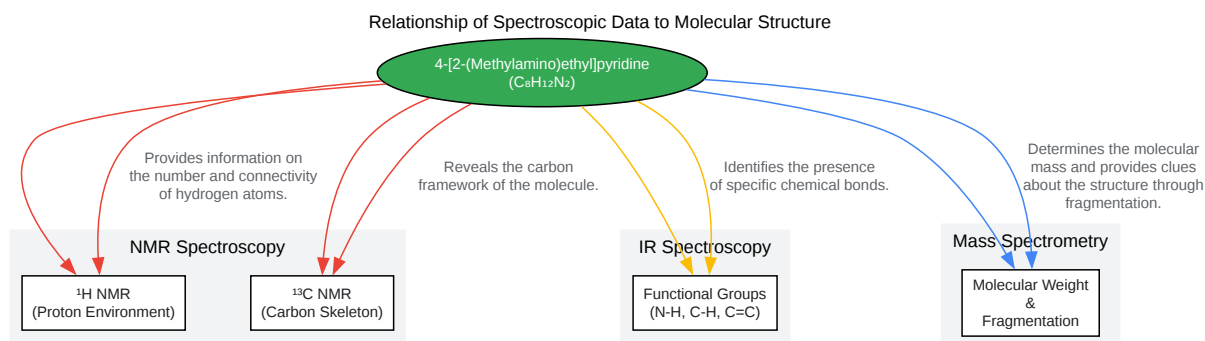 Relationship of Spectroscopic Data to Molecular Structure
4-[2-(Methylamino)ethyl]pyridine
(C₈H₁₂N₂)
Provides information on
the number and connectivity
of hydrogen atoms.
Reveals the carbon
framework of the molecule.
Identifies the presence
of specific chemical bonds.
Determines the molecular
mass and provides clues
about the structure through
fragmentation.
NMR Spectroscopy
IR Spectroscopy
Mass Spectrometry
¹H NMR
(Proton Environment)
¹³C NMR
(Carbon Skeleton)
Functional Groups
(N-H, C-H, C=C)
Molecular Weight
&
Fragmentation